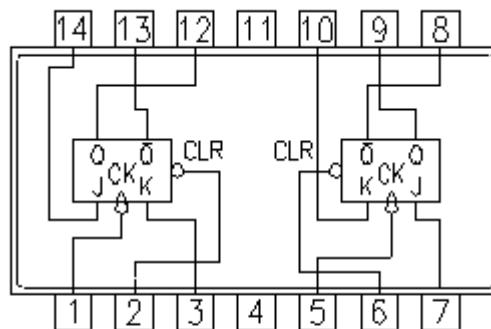 14 13 12 11 10 9 8
Q Q̅ Q̅ Q
CLR CLR
J CK K K CK J
1 2 3 4 5 6 7